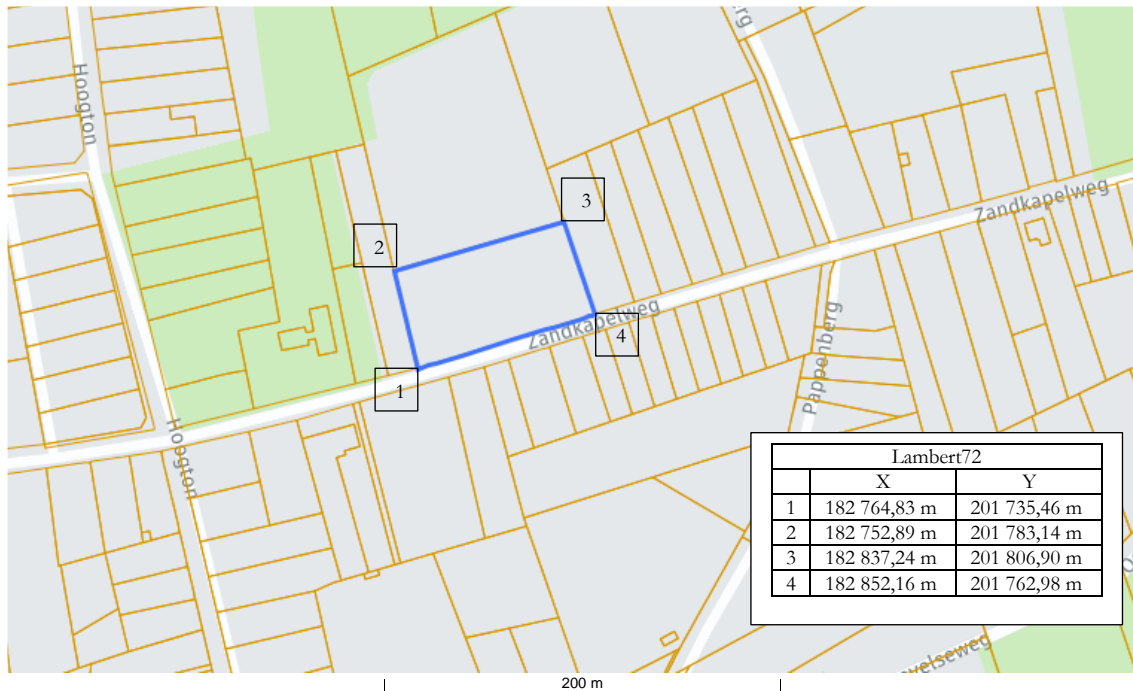 Hoogton
rg
Zandkapelweg
3
2
Zandkapelweg
4
1
Pappenberg
Hoogton
Lambert72
X Y
1 182 764,83 m 201 735,46 m
2 182 752,89 m 201 783,14 m
3 182 837,24 m 201 806,90 m
4 182 852,16 m 201 762,98 m
velseweg
200 m